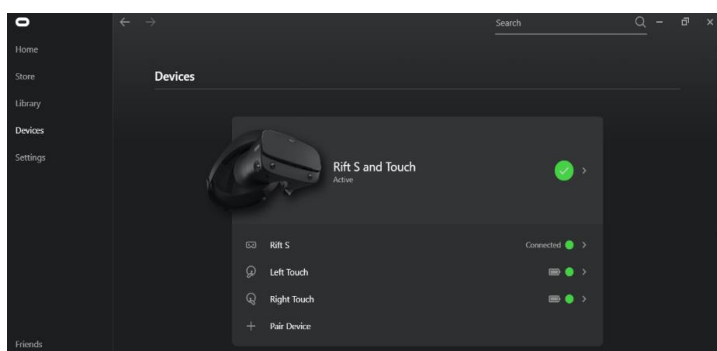 Search
Home
Store
Library
Devices
Settings
Friends
Devices
Rift S and Touch
Active
Rift S
Connected
Left Touch
Right Touch
Pair Device